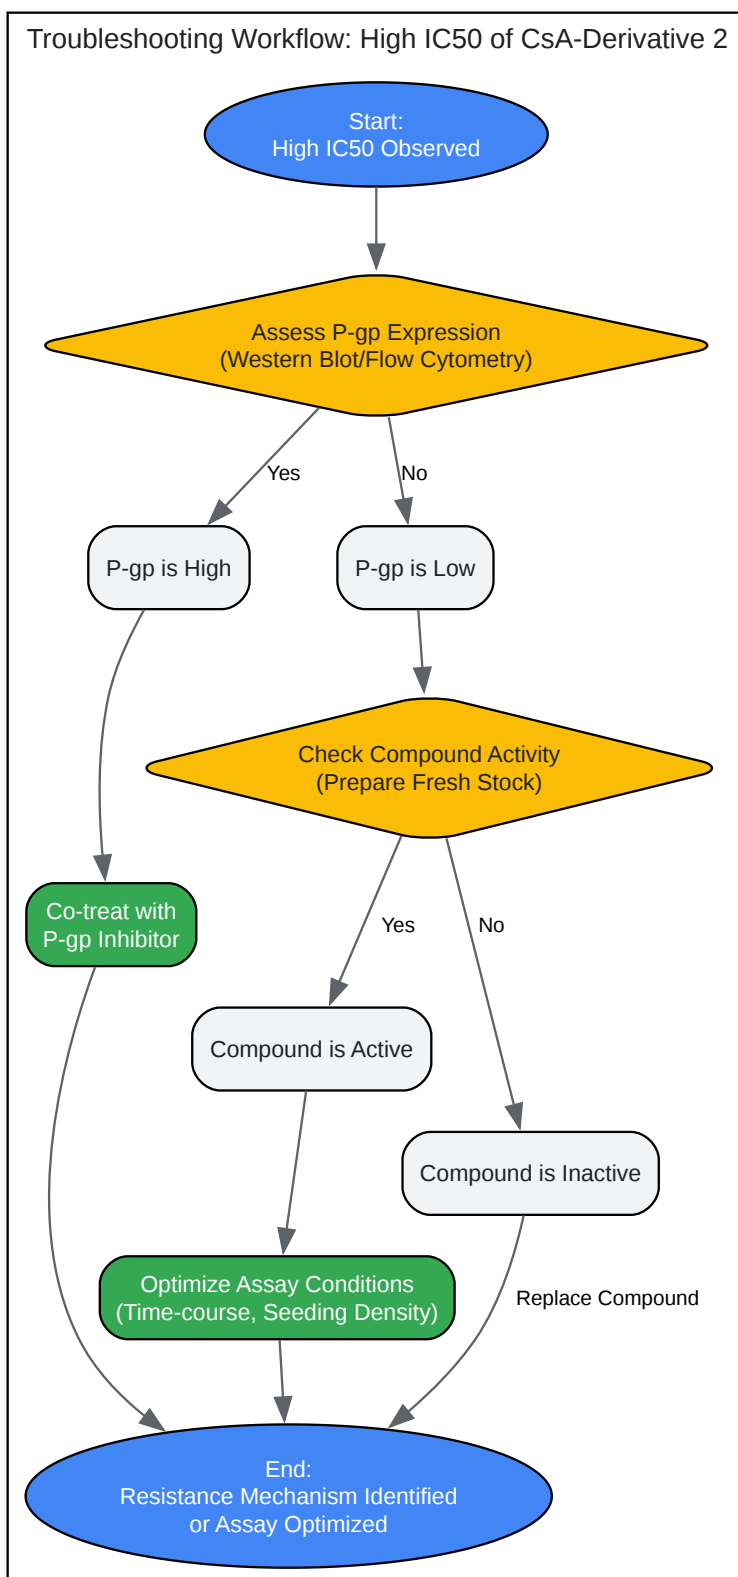 Troubleshooting Workflow: High IC50 of CsA-Derivative 2
Start:
High IC50 Observed
Assess P-gp Expression
(Western Blot/Flow Cytometry)
Yes
No
P-gp is High
P-gp is Low
Check Compound Activity
(Prepare Fresh Stock)
Co-treat with
P-gp Inhibitor
Yes
No
Compound is Active
Compound is Inactive
Optimize Assay Conditions
(Time-course, Seeding Density)
Replace Compound
End:
Resistance Mechanism Identified
or Assay Optimized